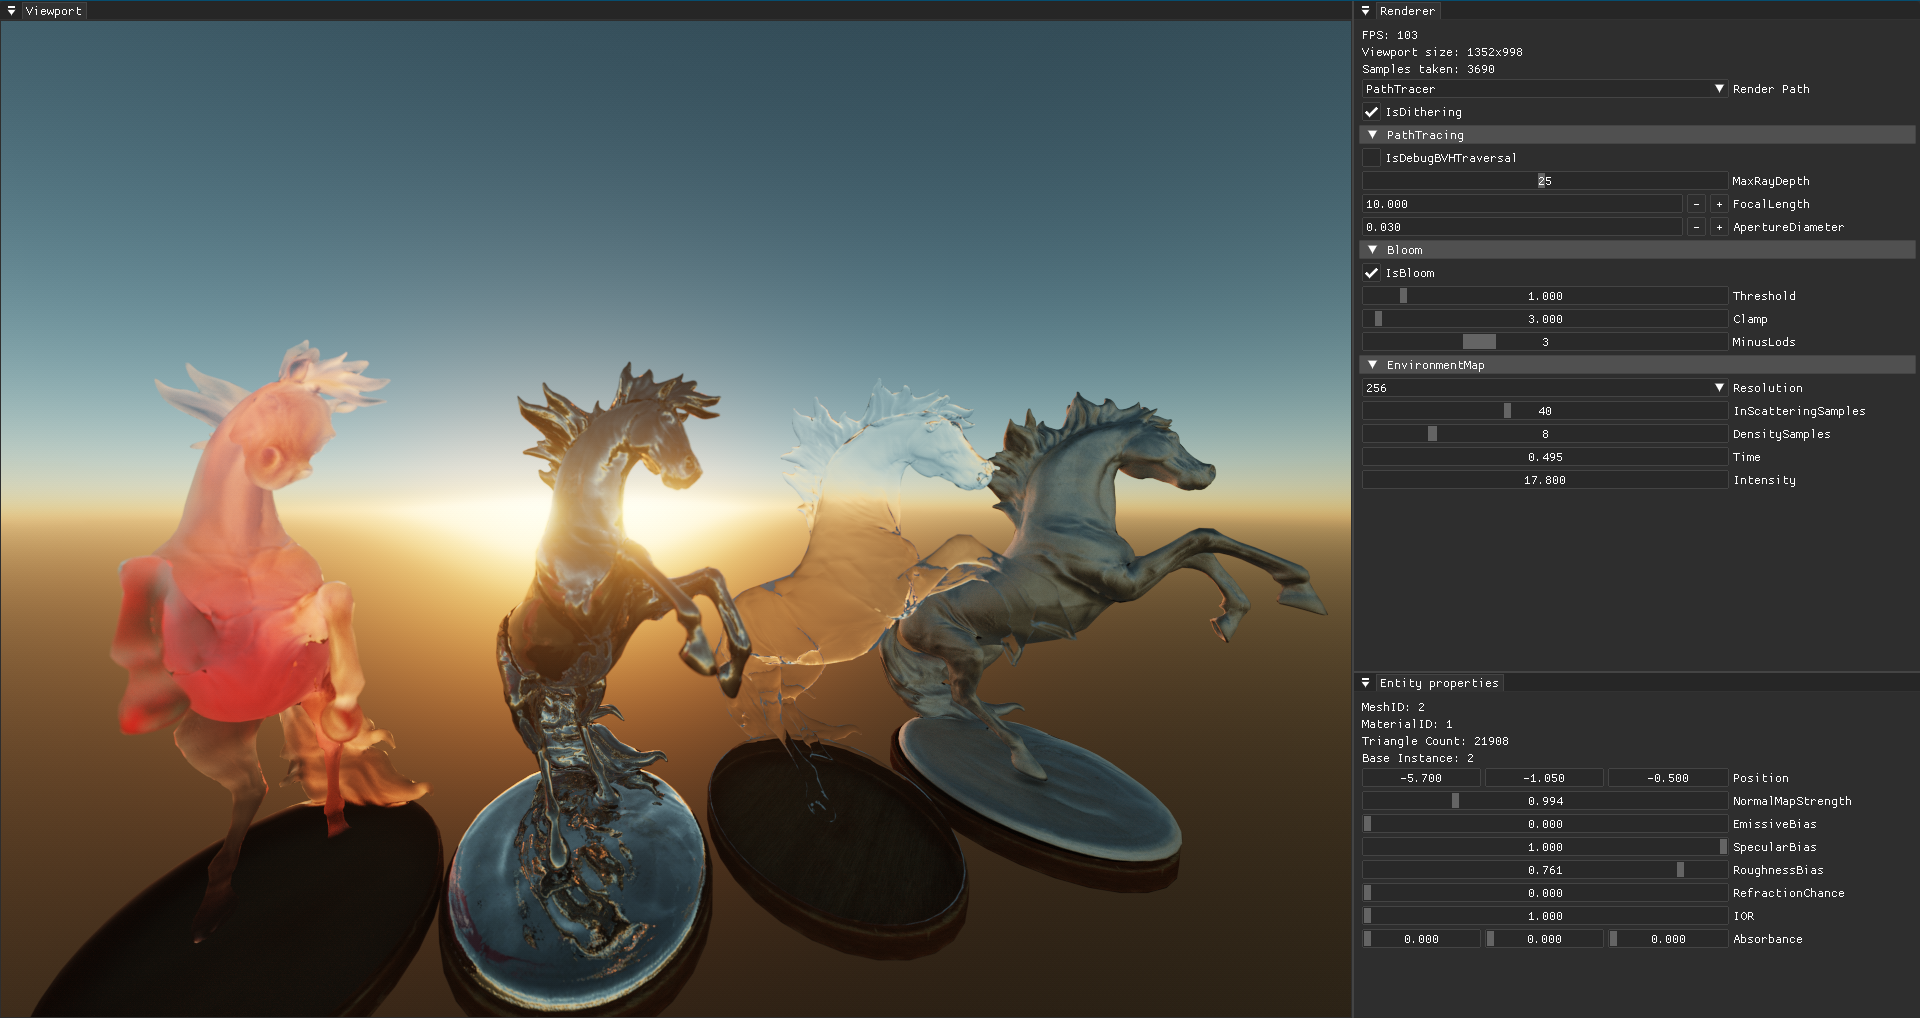 Viewport
Renderer
FPS: 103
Viewport size: 1352x998
Samples taken: 3690
PathTracer Render Path
IsDithering
PathTracing
IsDebugBVHTraversal
25 MaxRayDepth
10.000 - + FocalLength
0.030 - + ApertureDiameter
Bloom
IsBloom
1.000 Threshold
3.000 Clamp
3 MinusLods
EnvironmentMap
256 Resolution
40 InScatteringSamples
8 DensitySamples
0.495 Time
17.800 Intensity
Entity properties
MeshID: 2
MaterialID: 1
Triangle Count: 21908
Base Instance: 2
-5.700 -1.050 -0.500 Position
0.994 NormalMapStrength
0.000 EmissiveBias
1.000 SpecularBias
0.761 RoughnessBias
0.000 RefractionChance
1.000 IOR
0.000 0.000 0.000 Absorbance